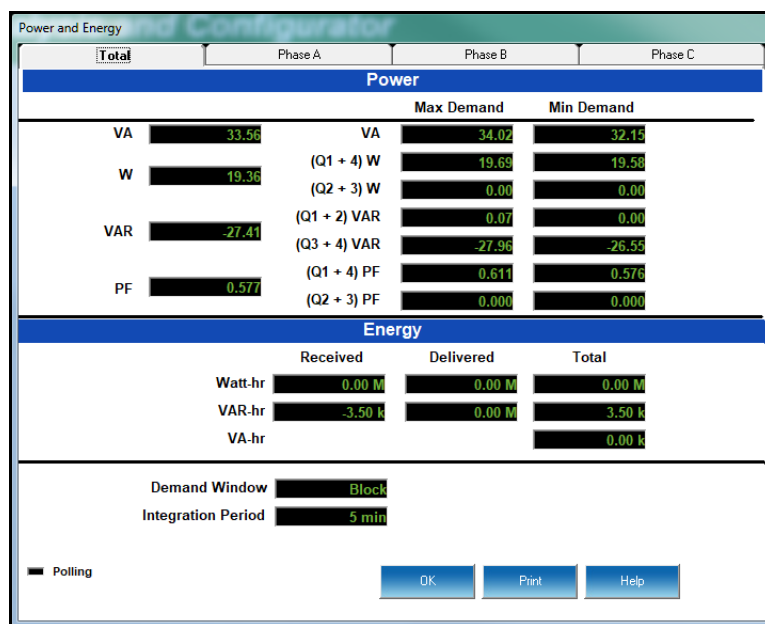 and Configurator
Power and Energy
Total Phase A Phase B Phase C
Power
Max Demand Min Demand
VA 33.56 VA 34.02 32.15
(Q1 + 4) W 19.69 19.58
W 19.36
(Q2 + 3) W 0.00 0.00
(Q1 + 2) VAR 0.07 0.00
VAR -27.41
(Q3 + 4) VAR -27.96 -26.55
(Q1 + 4) PF 0.611 0.576
PF 0.577
(Q2 + 3) PF 0.000 0.000
Energy
Received Delivered Total
Watt-hr 0.00 M 0.00 M 0.00 M
VAR-hr -3.50 k 0.00 M 3.50 k
VA-hr 0.00 k
Demand Window Block
Integration Period 5 min
Polling OK Print Help